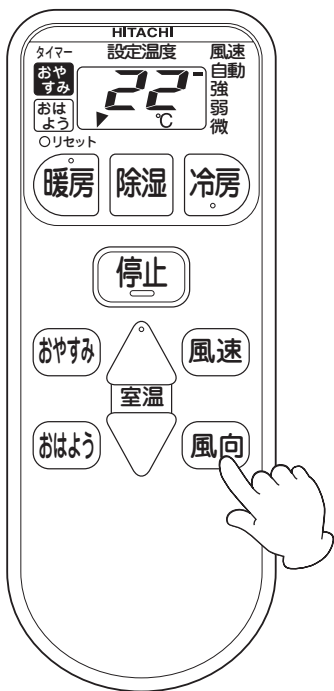 HITACHI
タイマー 設定温度 風速
おやすみ
おはよう
22
℃
自動
強
弱
微
○リセット
暖房 除湿 冷房
停止
おやすみ 風速
室温
おはよう 風向